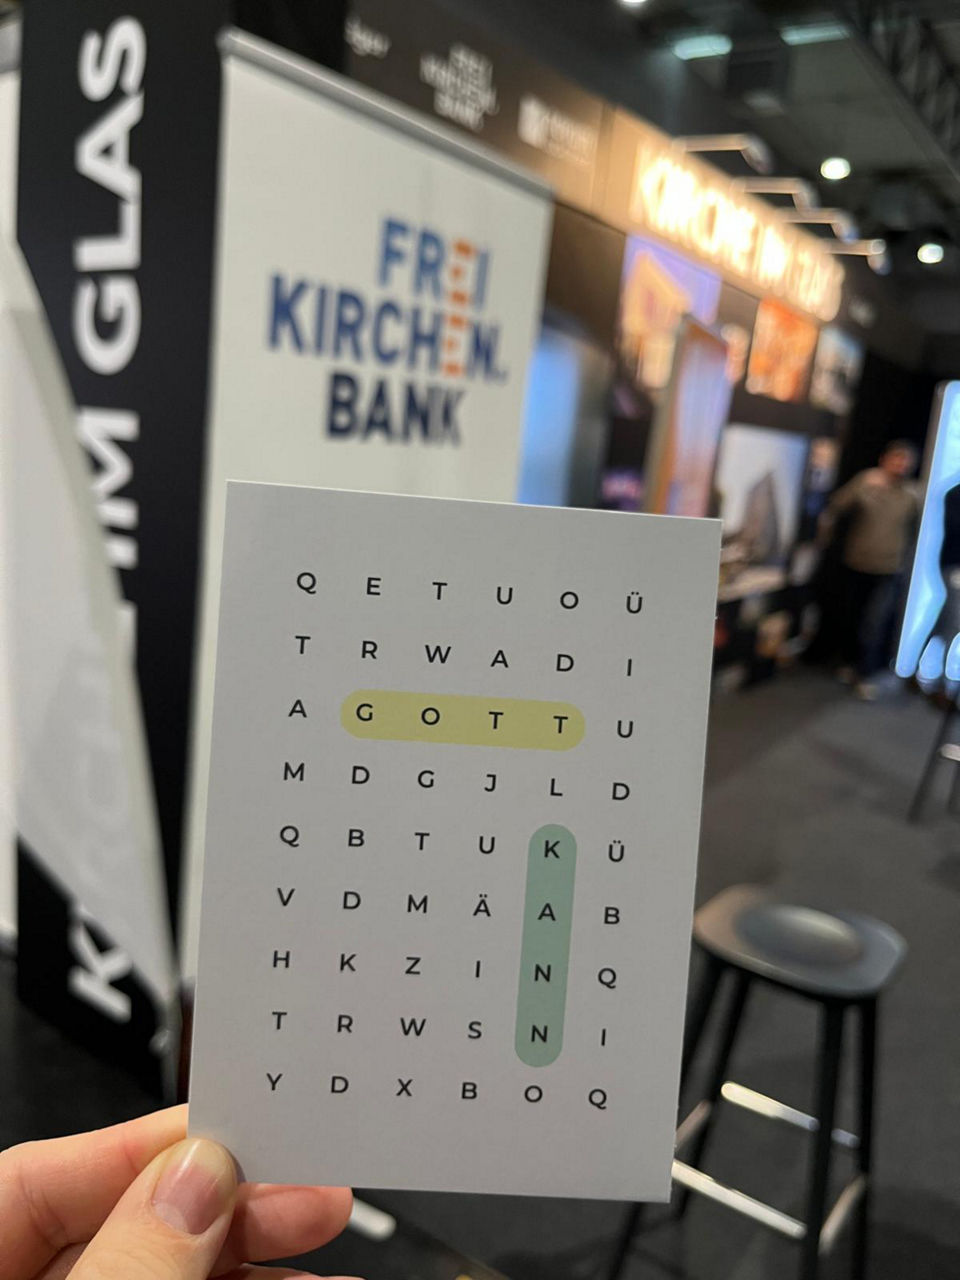 K IM GLAS
FREI
KIRCHEN.
BANK
Q E T U O Ü
T R W A D I
A G O T T U
M D G J L D
Q B T U K Ü
V D M Ä A B
H K Z I N Q
T R W S N I
Y D X B O Q